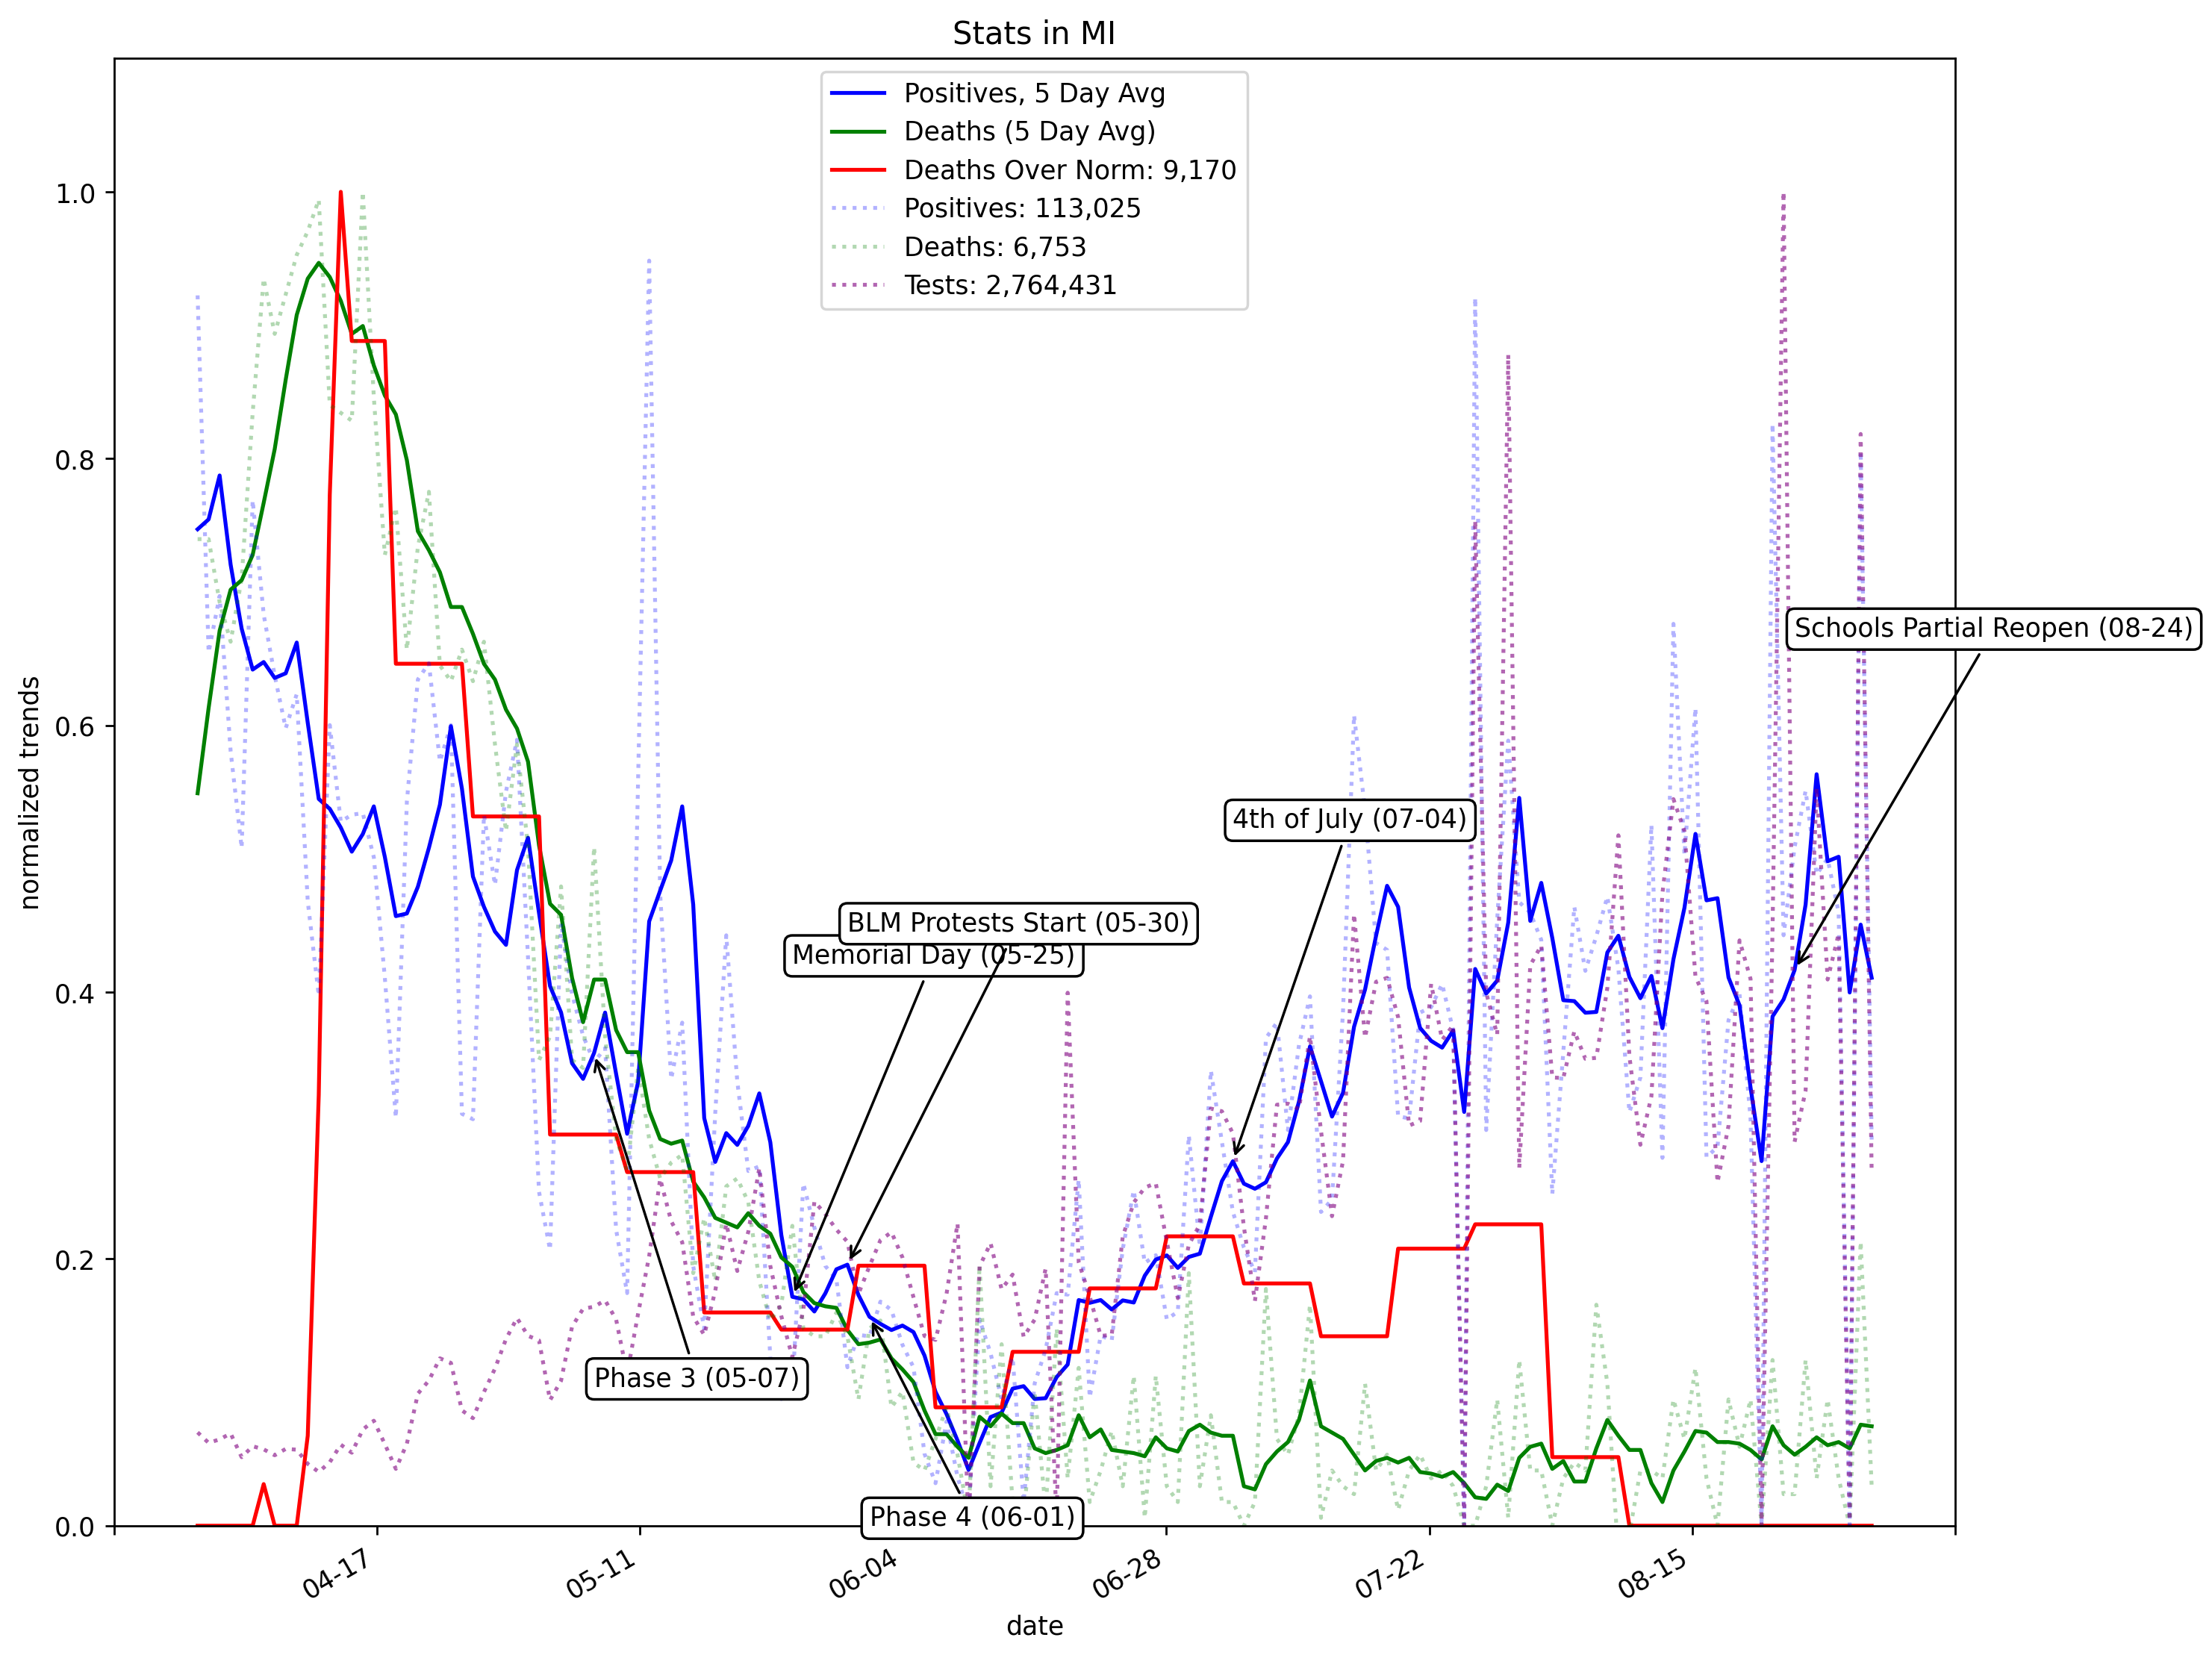 Stats in MI
Positives, 5 Day Avg
Deaths (5 Day Avg)
Deaths Over Norm: 9,170
Positives: 113,025
Deaths: 6,753
Tests: 2,764,431
1.0
0.8
0.6
0.4
0.2
0.0
normalized trends
Schools Partial Reopen (08-24)
4th of July (07-04)
BLM Protests Start (05-30)
Memorial Day (05-25)
Phase 3 (05-07)
Phase 4 (06-01)
04-17
05-11
06-04
06-28
07-22
08-15
date